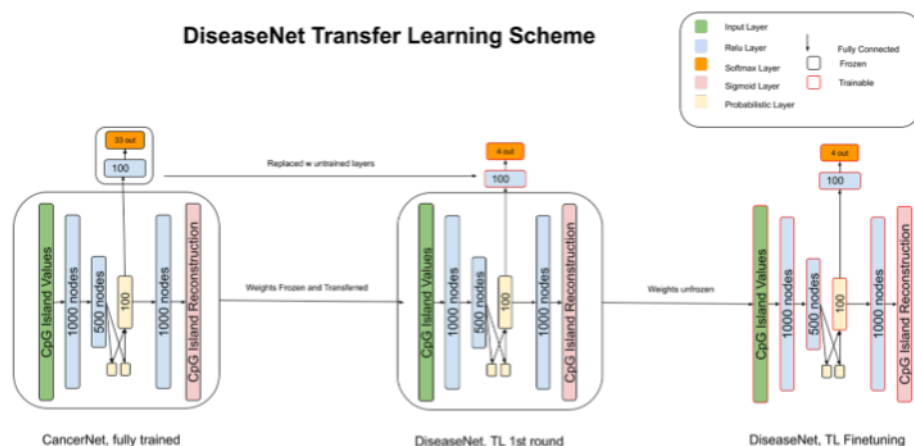 DiseaseNet Transfer Learning Scheme
Input Layer
Relu Layer
Softmax Layer
Sigmoid Layer
Probabilistic Layer
Fully Connected
Frozen
Trainable
33 out
100
Replaced w untrained layers
4 out
100
4 out
100
CpG Island Values
1000 nodes
500 nodes
100
1000 nodes
CpG Island Reconstruction
Weights Frozen and Transferred
CpG Island Values
1000 nodes
500 nodes
100
1000 nodes
CpG Island Reconstruction
Weights unfrozen
CpG Island Values
1000 nodes
500 nodes
100
1000 nodes
CpG Island Reconstruction
CancerNet, fully trained
DiseaseNet, TL 1st round
DiseaseNet, TL Finetuning